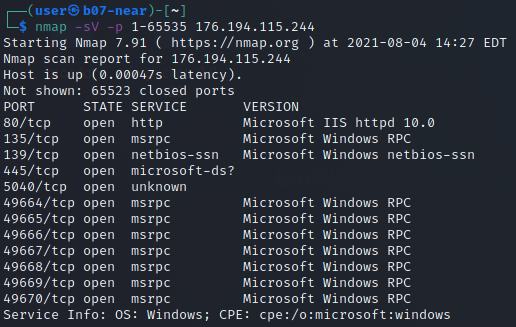 ┌──(user㉿b07-near)-[~]
└─$ nmap -sV -p 1-65535 176.194.115.244
Starting Nmap 7.91 ( https://nmap.org ) at 2021-08-04 14:27 EDT
Nmap scan report for 176.194.115.244
Host is up (0.00047s latency).
Not shown: 65523 closed ports
PORT      STATE SERVICE       VERSION
80/tcp    open  http          Microsoft IIS httpd 10.0
135/tcp   open  msrpc         Microsoft Windows RPC
139/tcp   open  netbios-ssn   Microsoft Windows netbios-ssn
445/tcp   open  microsoft-ds?
5040/tcp  open  unknown
49664/tcp open  msrpc         Microsoft Windows RPC
49665/tcp open  msrpc         Microsoft Windows RPC
49666/tcp open  msrpc         Microsoft Windows RPC
49667/tcp open  msrpc         Microsoft Windows RPC
49668/tcp open  msrpc         Microsoft Windows RPC
49669/tcp open  msrpc         Microsoft Windows RPC
49670/tcp open  msrpc         Microsoft Windows RPC
Service Info: OS: Windows; CPE: cpe:/o:microsoft:windows